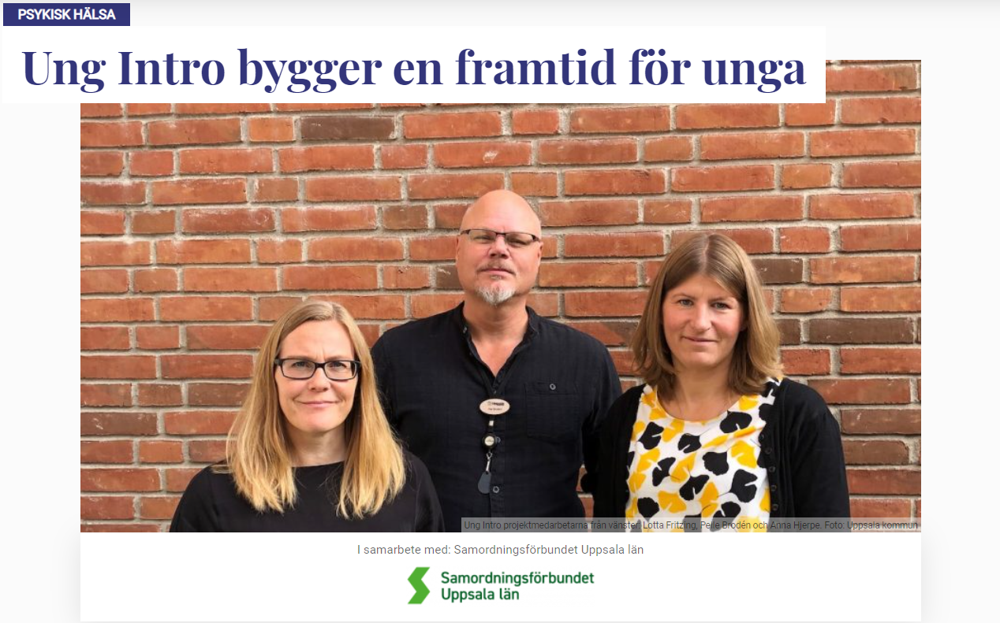 PSYKISK HÄLSA
Ung Intro bygger en framtid för unga
Ung Intro projektmedarbetarna från vänster: Lotta Fritzing, Pelle Brodén och Anna Hjerpe. Foto: Uppsala kommun
I samarbete med: Samordningsförbundet Uppsala län
Samordningsförbundet
Uppsala län